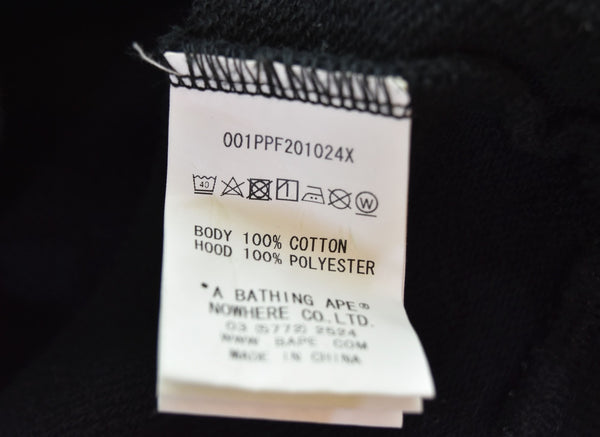 001PPF201024X
40 W
BODY 100% COTTON
HOOD 100% POLYESTER
*A BATHING APE®
NOWHERE CO.,LTD.
03 (5772) 2524
WWW BAPE COM
MADE IN CHINA